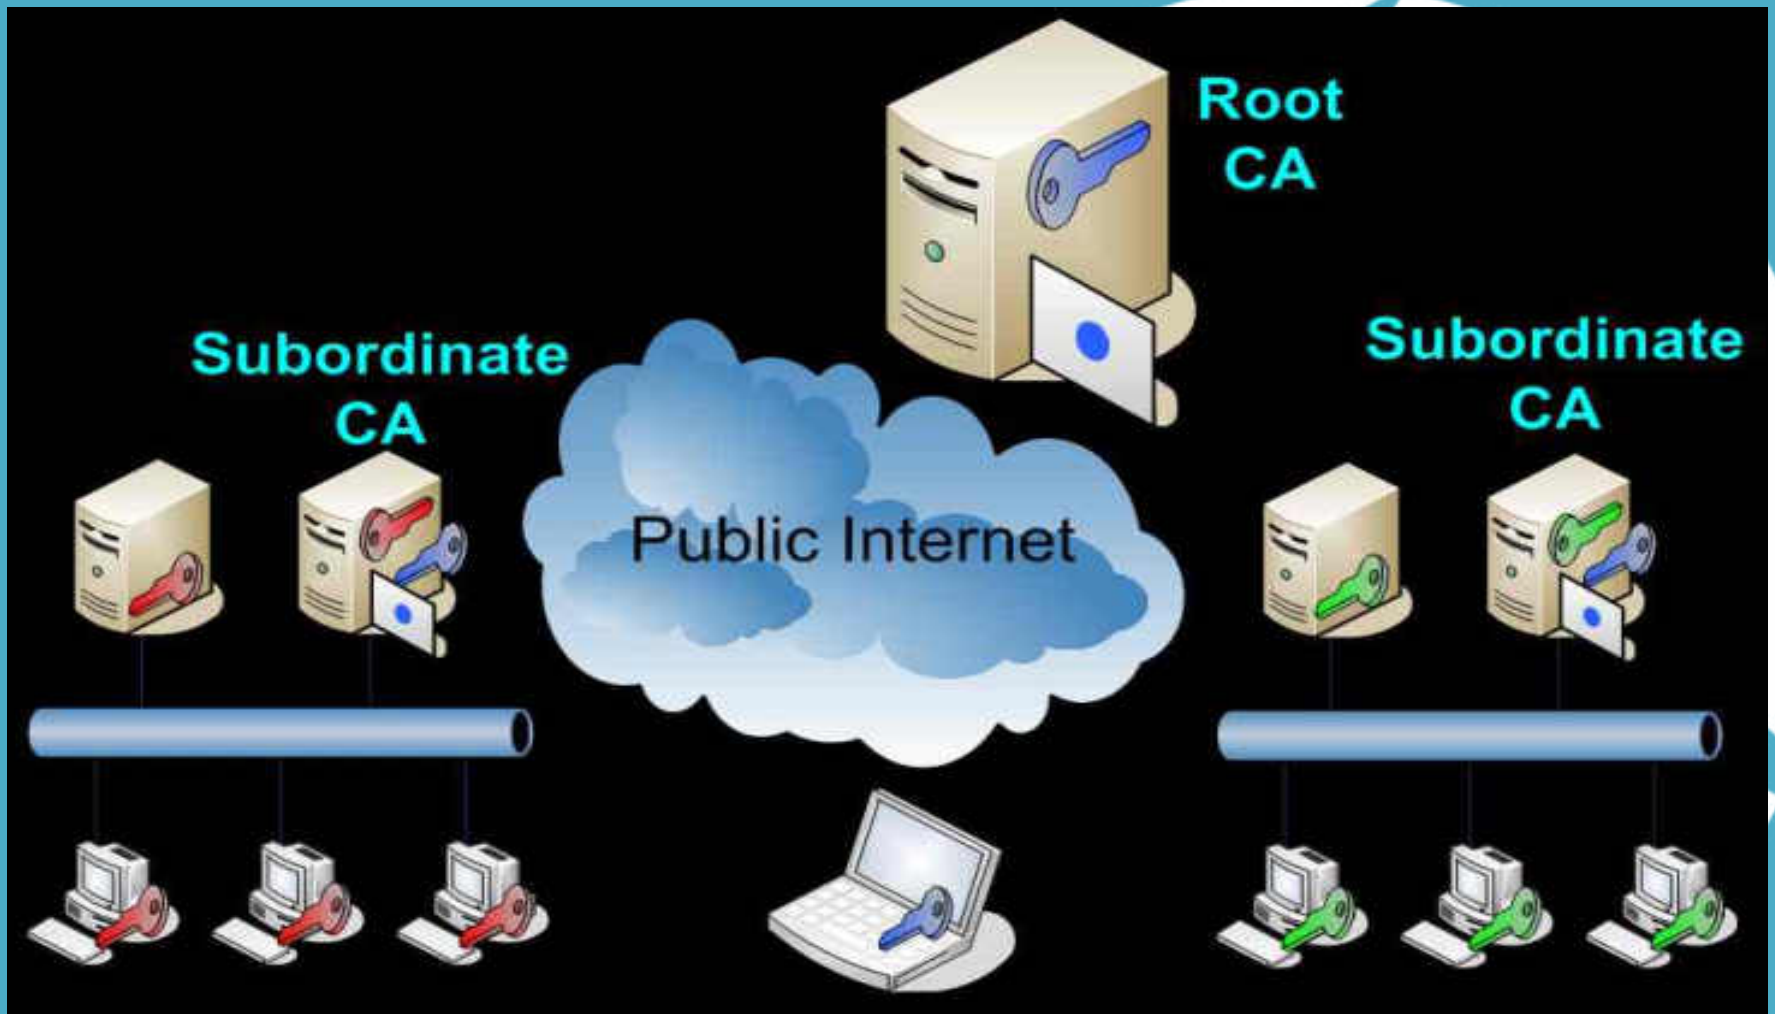 Root
CA
Subordinate
CA
Public Internet
Subordinate
CA